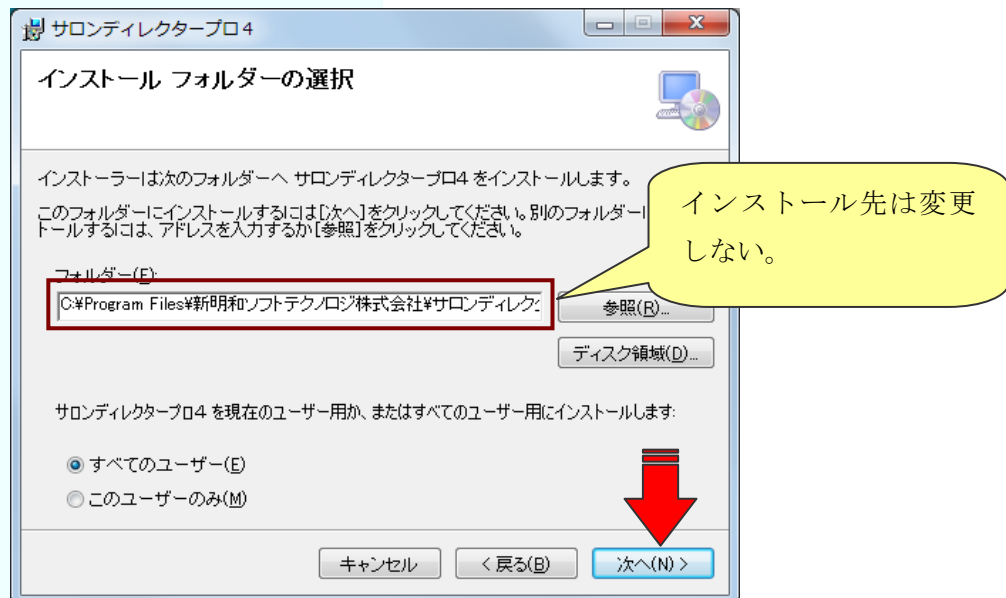 サロンディレクタープロ4
インストール フォルダーの選択
インストーラーは次のフォルダーへ サロンディレクタープロ4 をインストールします。
このフォルダーにインストールするには[次へ]をクリックしてください。別のフォルダーに
トールするには、アドレスを入力するか[参照]をクリックしてください。
インストール先は変更
しない。
フォルダー(F):
C:¥Program Files¥新明和ソフトテクノロジ株式会社¥サロンディレク
参照(R)...
ディスク領域(D)...
サロンディレクタープロ4 を現在のユーザー用か、またはすべてのユーザー用にインストールします:
すべてのユーザー(E)
このユーザーのみ(M)
キャンセル
< 戻る(B)
次へ(N) >